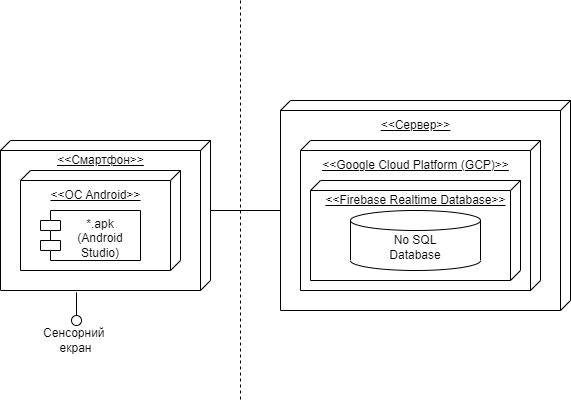 <<Смартфон>>
<<ОС Android>>
*.apk
(Android
Studio)
Сенсорний
екран
<<Сервер>>
<<Google Cloud Platform (GCP)>>
<<Firebase Realtime Database>>
No SQL
Database